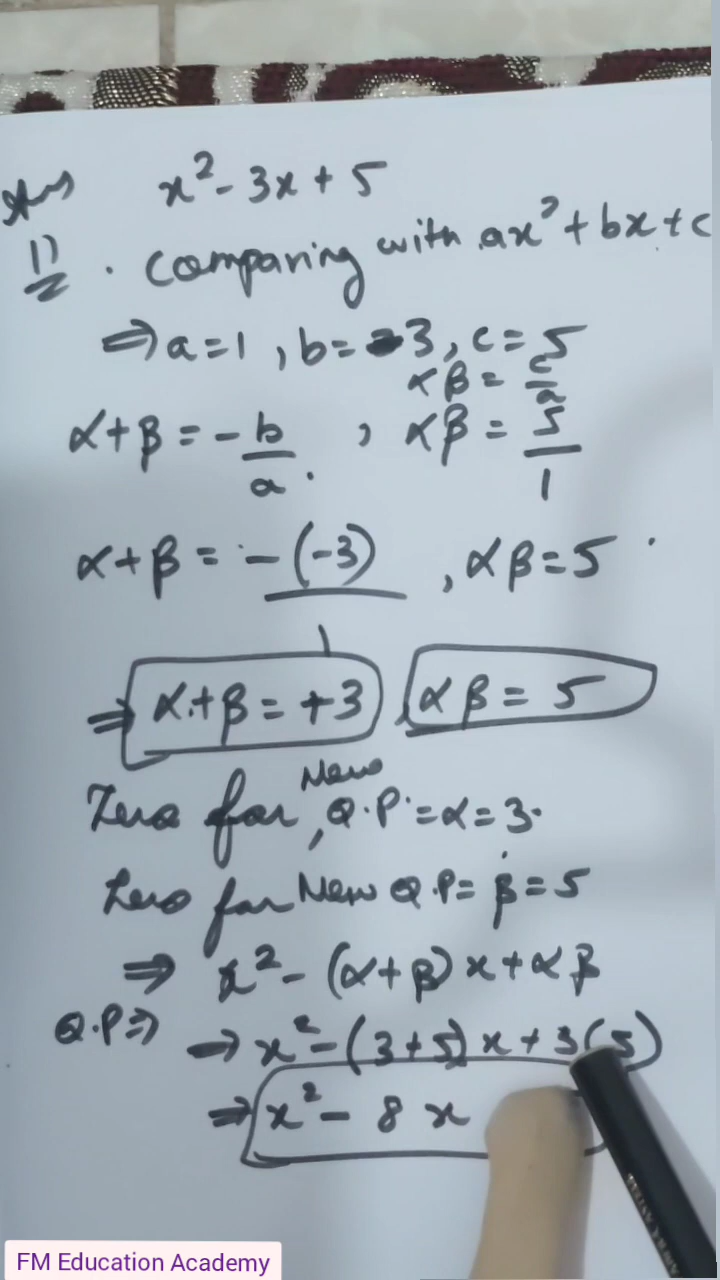 Ans x² - 3x + 5
1) . Comparing with ax² + bx + c
⇒ a = 1 , b = -3 , c = 5
αβ = c/a
α + β = -b/a . , αβ = 5/1
α + β = -(-3)/1 , αβ = 5 .
⇒ α + β = +3 , αβ = 5
Zero for New Q.P. = α = 3.
Zero for New Q.P = β = 5
⇒ x² - (α + β) x + αβ
Q.P ⇒ → x² - (3 + 5) x + 3(5)
⇒ x² - 8x
FM Education Academy